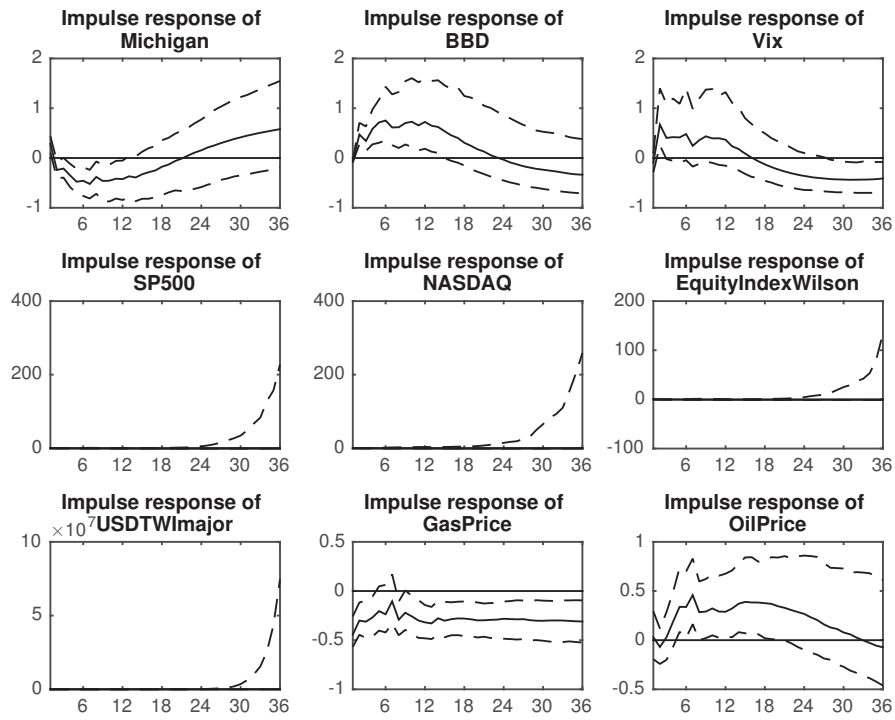 Impulse response of
Michigan
2
1
0
-1
6 12 18 24 30 36
Impulse response of
BBD
2
1
0
-1
6 12 18 24 30 36
Impulse response of
Vix
2
1
0
-1
6 12 18 24 30 36
Impulse response of
SP500
400
200
0
6 12 18 24 30 36
Impulse response of
NASDAQ
400
200
0
6 12 18 24 30 36
Impulse response of
EquityIndexWilson
200
100
0
-100
6 12 18 24 30 36
Impulse response of
×10⁷USDTWImajor
10
5
0
6 12 18 24 30 36
Impulse response of
GasPrice
0.5
0
-0.5
-1
6 12 18 24 30 36
Impulse response of
OilPrice
1
0.5
0
-0.5
6 12 18 24 30 36